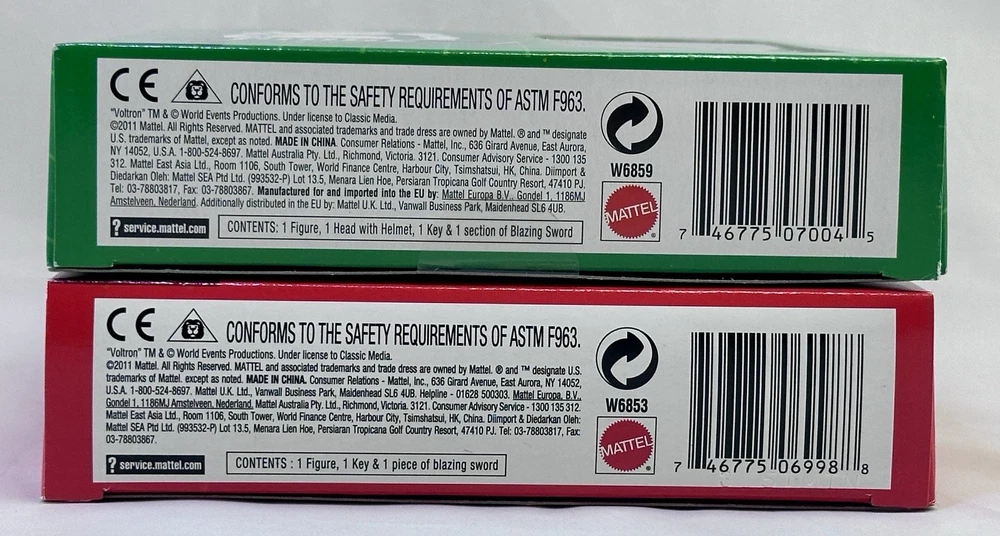 CE CONFORMS TO THE SAFETY REQUIREMENTS OF ASTM F963.
"Voltron" TM & © World Events Productions. Under license to Classic Media.
©2011 Mattel. All Rights Reserved. MATTEL and associated trademarks and trade dress are owned by Mattel. ® and ™ designate
U.S. trademarks of Mattel, except as noted. MADE IN CHINA. Consumer Relations - Mattel, Inc., 636 Girard Avenue, East Aurora,
NY 14052, U.S.A. 1-800-524-8697. Mattel Australia Pty. Ltd., Richmond, Victoria. 3121. Consumer Advisory Service - 1300 135
312. Mattel East Asia Ltd., Room 1106, South Tower, World Finance Centre, Harbour City, Tsimshatsui, HK, China. Diimport &
Diedarkan Oleh: Mattel SEA Ptd Ltd. (993532-P) Lot 13.5, Menara Lien Hoe, Persiaran Tropicana Golf Country Resort, 47410 PJ.
Tel: 03-78803817, Fax: 03-78803867. Manufactured for and imported into the EU by: Mattel Europa B.V., Gondel 1, 1186MJ
Amstelveen, Nederland. Additionally distributed in the EU by: Mattel U.K. Ltd., Vanwall Business Park, Maidenhead SL6 4UB.
? service.mattel.com
CONTENTS: 1 Figure, 1 Head with Helmet, 1 Key & 1 section of Blazing Sword
W6859
MATTEL®
7 46775 07004 5
CE CONFORMS TO THE SAFETY REQUIREMENTS OF ASTM F963.
"Voltron" TM & © World Events Productions. Under license to Classic Media.
©2011 Mattel. All Rights Reserved. MATTEL and associated trademarks and trade dress are owned by Mattel. ® and ™ designate U.S.
trademarks of Mattel. except as noted. MADE IN CHINA. Consumer Relations - Mattel, Inc., 636 Girard Avenue, East Aurora, NY 14052,
U.S.A. 1-800-524-8697. Mattel U.K. Ltd., Vanwall Business Park, Maidenhead SL6 4UB. Helpline - 01628 500303. Mattel Europa, B.V.,
Gondel 1, 1186MJ Amstelveen, Nederland. Mattel Australia Pty. Ltd., Richmond, Victoria. 3121. Consumer Advisory Service - 1300 135 312.
Mattel East Asia Ltd., Room 1106, South Tower, World Finance Centre, Harbour City, Tsimshatsui, HK, China. Diimport & Diedarkan Oleh:
Mattel SEA Ptd Ltd. (993532-P) Lot 13.5, Menara Lien Hoe, Persiaran Tropicana Golf Country Resort, 47410 PJ. Tel: 03-78803817, Fax:
03-78803867.
? service.mattel.com
CONTENTS : 1 Figure, 1 Key & 1 piece of blazing sword
W6853
MATTEL®
7 46775 06998 8